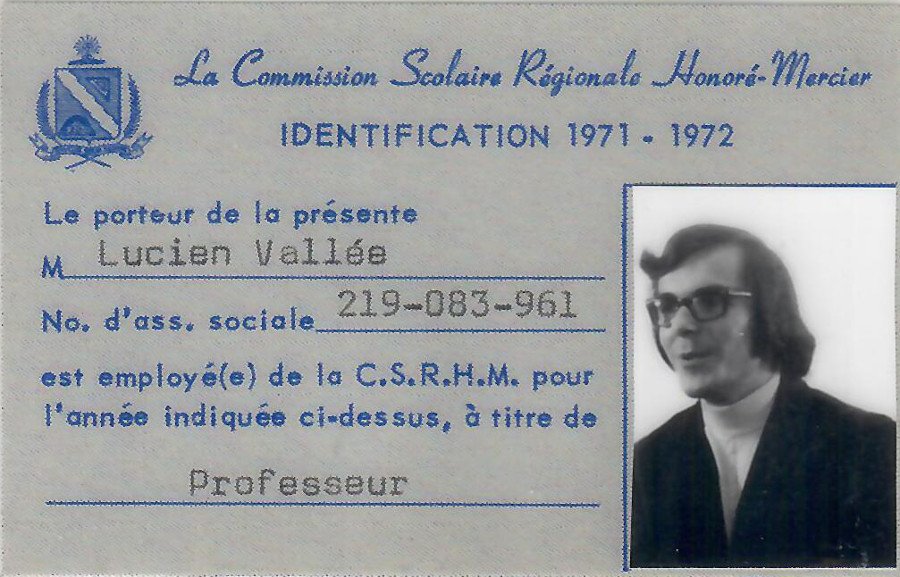 La Commission Scolaire Régionale Honoré-Mercier
IDENTIFICATION 1971 - 1972
Le porteur de la présente
M Lucien Vallée
No. d'ass. sociale 219-083-961
est employé(e) de la C.S.R.H.M. pour
l'année indiquée ci-dessus, à titre de
Professeur